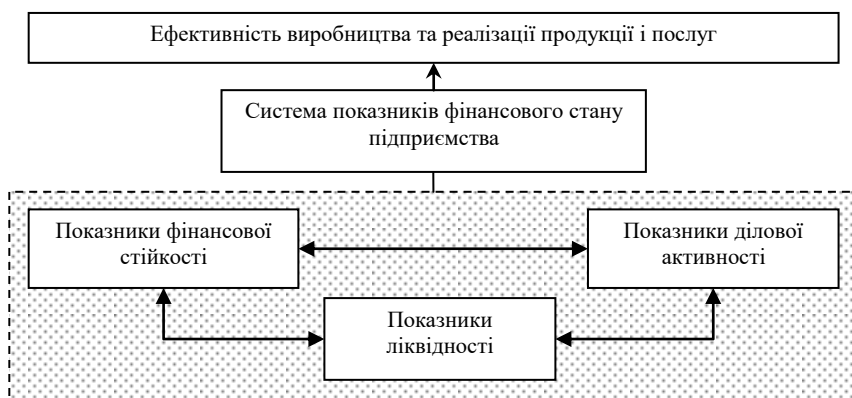 Ефективність виробництва та реалізації продукції і послуг
Система показників фінансового стану
підприємства
Показники фінансової
стійкості
Показники ділової
активності
Показники
ліквідності